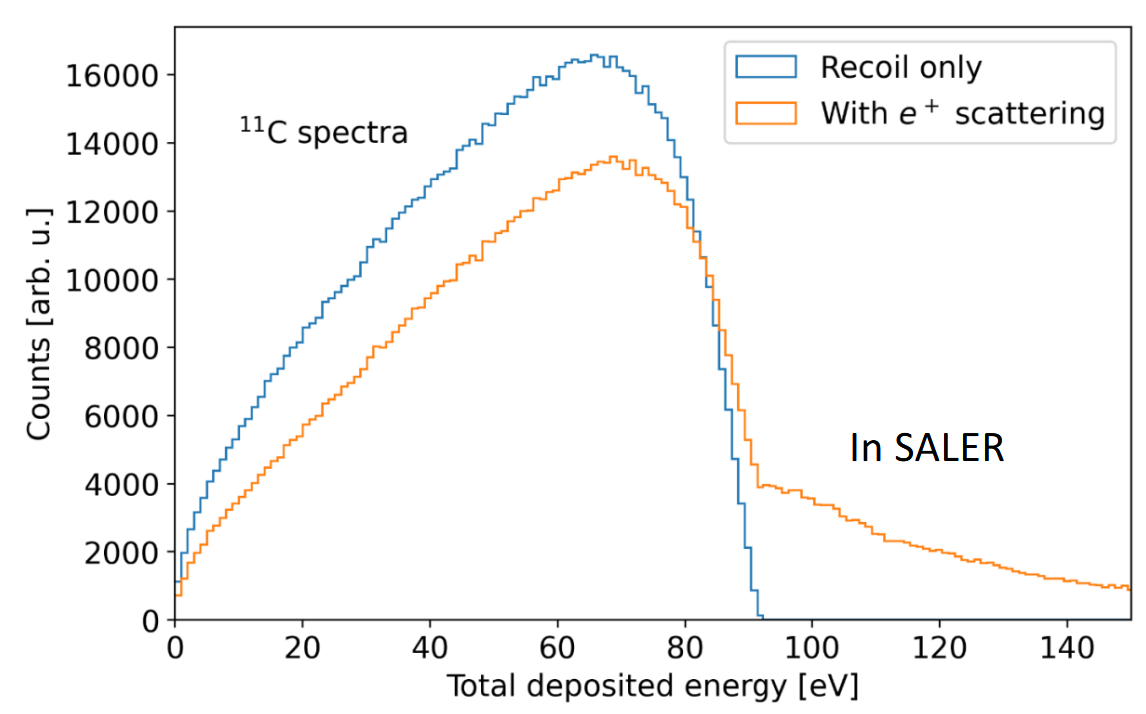 Recoil only
With e⁺ scattering
¹¹C spectra
In SALER
Counts [arb. u.]
16000
14000
12000
10000
8000
6000
4000
2000
0
0 20 40 60 80 100 120 140
Total deposited energy [eV]